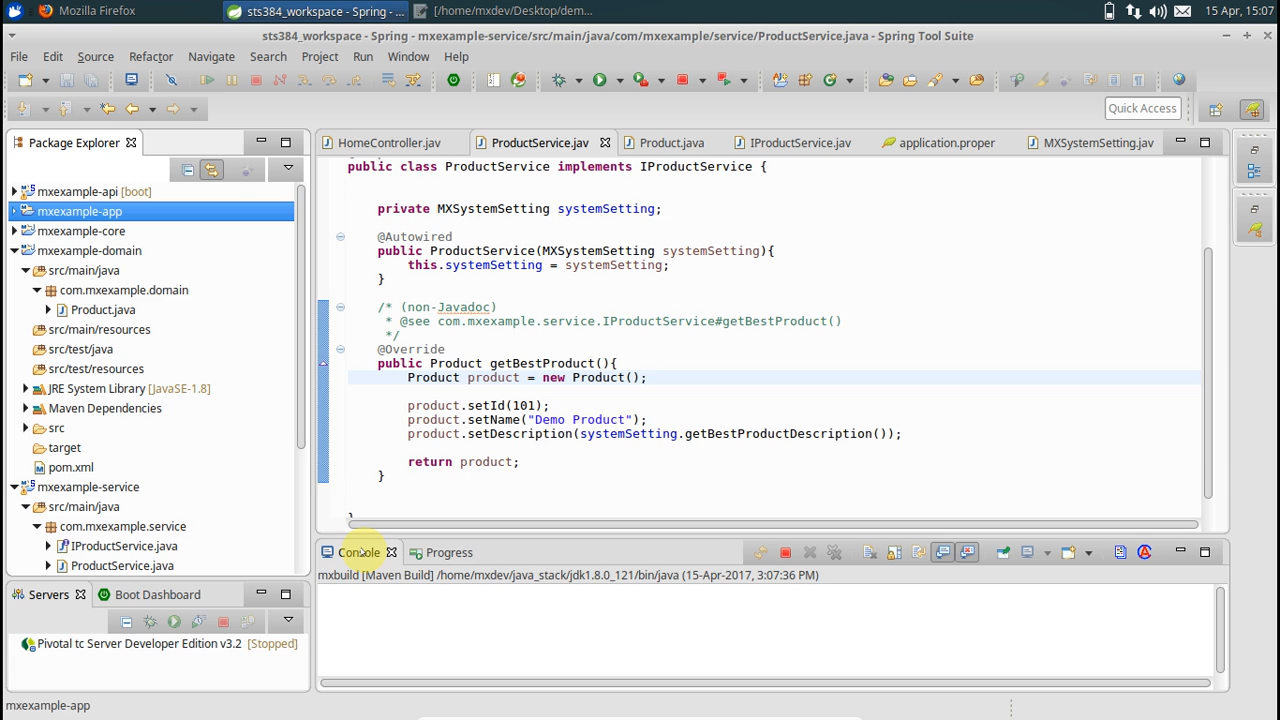 Mozilla Firefox
sts384_workspace - Spring - ...
[/home/mxdev/Desktop/dem...
15 Apr, 15:07
sts384_workspace - Spring - mxexample-service/src/main/java/com/mxexample/service/ProductService.java - Spring Tool Suite
File Edit Source Refactor Navigate Search Project Run Window Help
Quick Access
Package Explorer
mxexample-api [boot]
mxexample-app
mxexample-core
mxexample-domain
src/main/java
com.mxexample.domain
Product.java
src/main/resources
src/test/java
src/test/resources
JRE System Library [JavaSE-1.8]
Maven Dependencies
src
target
pom.xml
mxexample-service
src/main/java
com.mxexample.service
IProductService.java
ProductService.java
Servers
Boot Dashboard
Pivotal tc Server Developer Edition v3.2 [Stopped]
HomeController.jav
ProductService.jav
Product.java
IProductService.jav
application.proper
MXSystemSetting.jav
public class ProductService implements IProductService {
private MXSystemSetting systemSetting;
@Autowired
public ProductService(MXSystemSetting systemSetting){
this.systemSetting = systemSetting;
}
/* (non-Javadoc)
* @see com.mxexample.service.IProductService#getBestProduct()
*/
@Override
public Product getBestProduct(){
Product product = new Product();
product.setId(101);
product.setName("Demo Product");
product.setDescription(systemSetting.getBestProductDescription());
return product;
}
}
Console
Progress
mxbuild [Maven Build] /home/mxdev/java_stack/jdk1.8.0_121/bin/java (15-Apr-2017, 3:07:36 PM)
mxexample-app